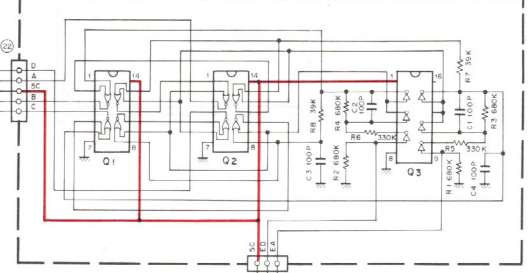 22
D
A
5C
B
C
1
14
7
8
Q1
1
14
7
8
Q2
1
16
8
9
Q3
R7 39K
R8 39K
R4 680K
C2 100P
R6 330K
C3 100P
R2 680K
C1 100P
R3 680K
R5 330K
R1 680K
C4 100P
5C
ED
EA